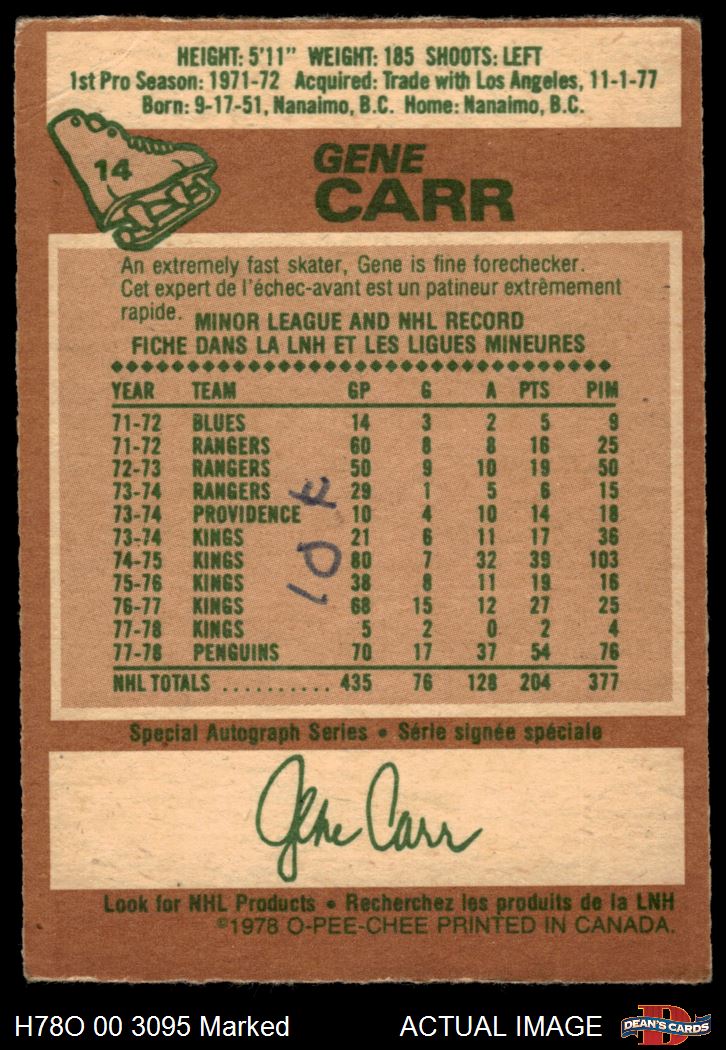 HEIGHT: 5'11" WEIGHT: 185 SHOOTS: LEFT
1st Pro Season: 1971-72 Acquired: Trade with Los Angeles, 11-1-77
Born: 9-17-51, Nanaimo, B.C. Home: Nanaimo, B.C.
14
GENE
CARR
An extremely fast skater, Gene is fine forechecker.
Cet expert de l'échec-avant est un patineur extrêmement
rapide.
MINOR LEAGUE AND NHL RECORD
FICHE DANS LA LNH ET LES LIGUES MINEURES
YEAR TEAM GP G A PTS PIM
71-72 BLUES 14 3 2 5 9
71-72 RANGERS 60 8 8 16 25
72-73 RANGERS 50 9 10 19 50
73-74 RANGERS 29 1 5 6 15
73-74 PROVIDENCE 10 4 10 14 18
73-74 KINGS 21 6 11 17 36
74-75 KINGS 80 7 32 39 103
75-76 KINGS 38 8 11 19 16
76-77 KINGS 68 15 12 27 25
77-78 KINGS 5 2 0 2 4
77-78 PENGUINS 70 17 37 54 76
NHL TOTALS .......... 435 76 128 204 377
Special Autograph Series • Série signée spéciale
Gene Carr
Look for NHL Products • Recherchez les produits de la LNH
©1978 O-PEE-CHEE PRINTED IN CANADA.
H78O 00 3095 Marked ACTUAL IMAGE
DEAN'S CARDS